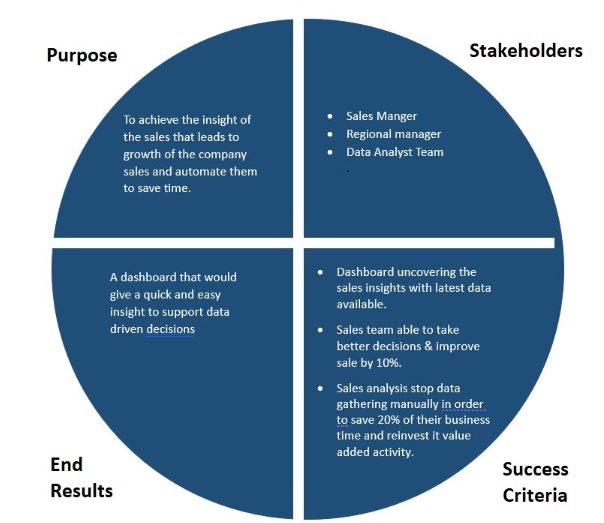 Purpose
Stakeholders
To achieve the insight of
the sales that leads to
growth of the company
sales and automate them
to save time.
• Sales Manger
• Regional manager
• Data Analyst Team
.
A dashboard that would
give a quick and easy
insight to support data
driven decisions
• Dashboard uncovering the
sales insights with latest data
available.
• Sales team able to take
better decisions & improve
sale by 10%.
• Sales analysis stop data
gathering manually in order
to save 20% of their business
time and reinvest it value
added activity.
End
Results
Success
Criteria